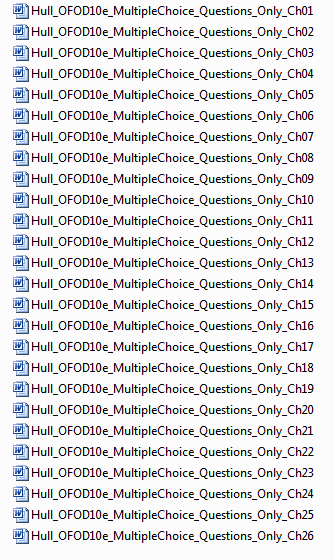 Hull_OFOD10e_MultipleChoice_Questions_Only_Ch01
Hull_OFOD10e_MultipleChoice_Questions_Only_Ch02
Hull_OFOD10e_MultipleChoice_Questions_Only_Ch03
Hull_OFOD10e_MultipleChoice_Questions_Only_Ch04
Hull_OFOD10e_MultipleChoice_Questions_Only_Ch05
Hull_OFOD10e_MultipleChoice_Questions_Only_Ch06
Hull_OFOD10e_MultipleChoice_Questions_Only_Ch07
Hull_OFOD10e_MultipleChoice_Questions_Only_Ch08
Hull_OFOD10e_MultipleChoice_Questions_Only_Ch09
Hull_OFOD10e_MultipleChoice_Questions_Only_Ch10
Hull_OFOD10e_MultipleChoice_Questions_Only_Ch11
Hull_OFOD10e_MultipleChoice_Questions_Only_Ch12
Hull_OFOD10e_MultipleChoice_Questions_Only_Ch13
Hull_OFOD10e_MultipleChoice_Questions_Only_Ch14
Hull_OFOD10e_MultipleChoice_Questions_Only_Ch15
Hull_OFOD10e_MultipleChoice_Questions_Only_Ch16
Hull_OFOD10e_MultipleChoice_Questions_Only_Ch17
Hull_OFOD10e_MultipleChoice_Questions_Only_Ch18
Hull_OFOD10e_MultipleChoice_Questions_Only_Ch19
Hull_OFOD10e_MultipleChoice_Questions_Only_Ch20
Hull_OFOD10e_MultipleChoice_Questions_Only_Ch21
Hull_OFOD10e_MultipleChoice_Questions_Only_Ch22
Hull_OFOD10e_MultipleChoice_Questions_Only_Ch23
Hull_OFOD10e_MultipleChoice_Questions_Only_Ch24
Hull_OFOD10e_MultipleChoice_Questions_Only_Ch25
Hull_OFOD10e_MultipleChoice_Questions_Only_Ch26